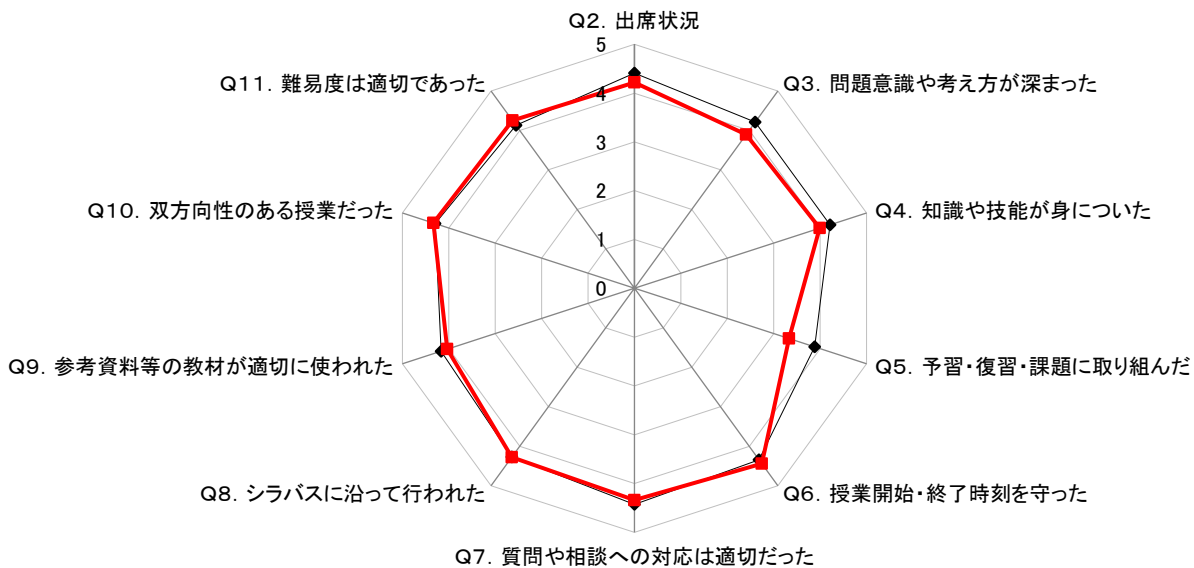 Q2. 出席状況
5
Q11. 難易度は適切であった
Q3. 問題意識や考え方が深まった
4
3
2
Q10. 双方向性のある授業だった
Q4. 知識や技能が身についた
1
0
Q9. 参考資料等の教材が適切に使われた
Q5. 予習・復習・課題に取り組んだ
Q8. シラバスに沿って行われた
Q6. 授業開始・終了時刻を守った
Q7. 質問や相談への対応は適切だった